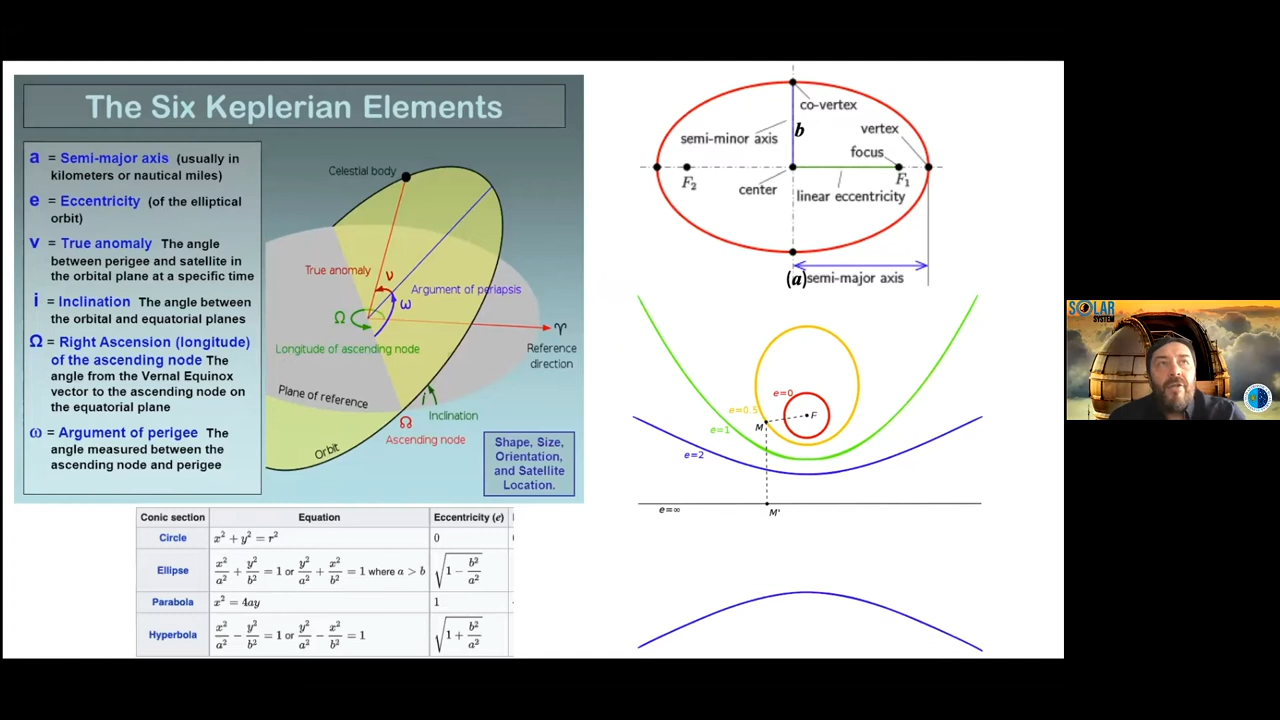 The Six Keplerian Elements
a = Semi-major axis (usually in
kilometers or nautical miles)
e = Eccentricity (of the elliptical
orbit)
v = True anomaly The angle
between perigee and satellite in
the orbital plane at a specific time
i = Inclination The angle between
the orbital and equatorial planes
Ω = Right Ascension (longitude)
of the ascending node The
angle from the Vernal Equinox
vector to the ascending node on
the equatorial plane
ω = Argument of perigee The
angle measured between the
ascending node and perigee
Celestial body
True anomaly
ν
Argument of periapsis
ω
Ω
♈
Longitude of ascending node
Reference
direction
Plane of reference
i
Inclination
☊
Ascending node
Orbit
Shape, Size,
Orientation,
and Satellite
Location.
Conic section Equation Eccentricity (e)
Circle x² + y² = r² 0
Ellipse x²/a² + y²/b² = 1 or y²/a² + x²/b² = 1 where a > b √(1 − b²/a²)
Parabola x² = 4ay 1
Hyperbola x²/a² − y²/b² = 1 or y²/a² − x²/b² = 1 √(1 + b²/a²)
co-vertex
semi-minor axis b
vertex
focus
F₂
center
F₁
linear eccentricity
(a) semi-major axis
e=0
e=0.5
F
M
e=1
e=2
e=∞
M'
SOLAR
SYSTEM